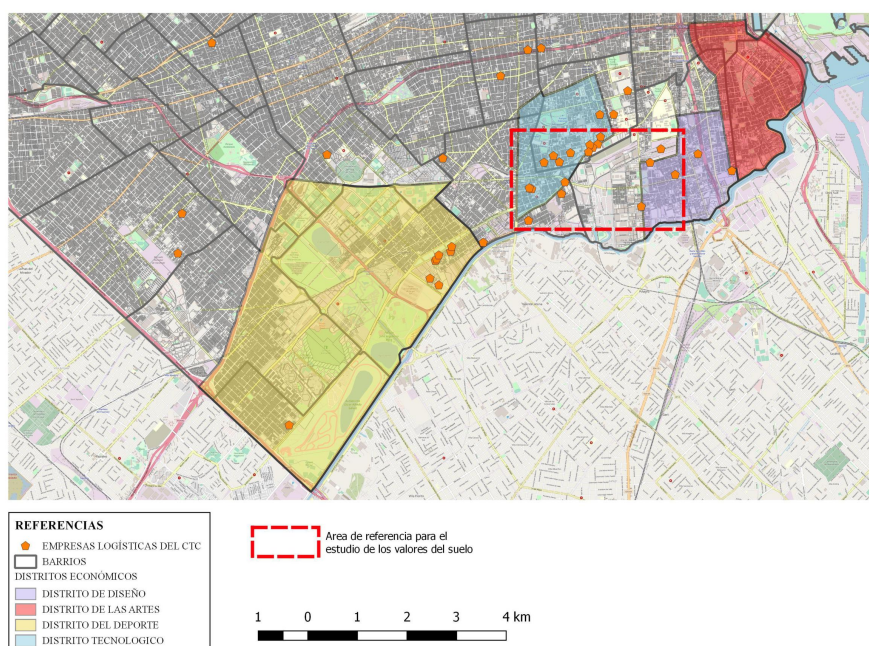 REFERENCIAS
EMPRESAS LOGÍSTICAS DEL CTC
BARRIOS
DISTRITOS ECONÓMICOS
DISTRITO DE DISEÑO
DISTRITO DE LAS ARTES
DISTRITO DEL DEPORTE
DISTRITO TECNOLOGICO
Area de referencia para el
estudio de los valores del suelo
1 0 1 2 3 4 km